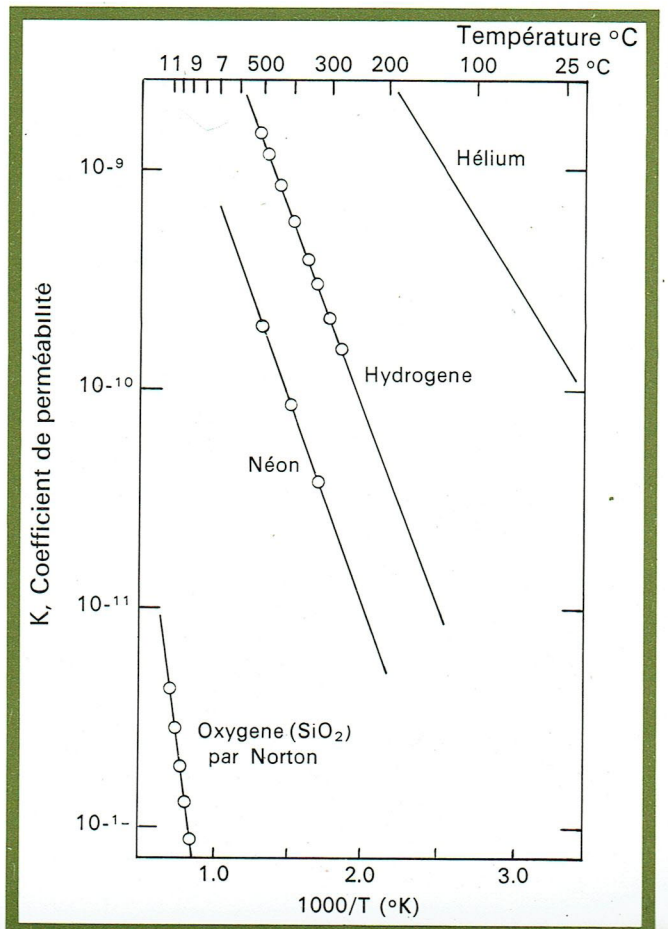 Température °C
11 9 7 500 300 200 100 25 °C
10-⁹
Hélium
K, Coefficient de perméabılıté
10-¹⁰
Hydrogene
Néon
10-¹¹
Oxygene (SiO₂)
par Norton
10-¹-
1.0 2.0 3.0
1000/T (°K)